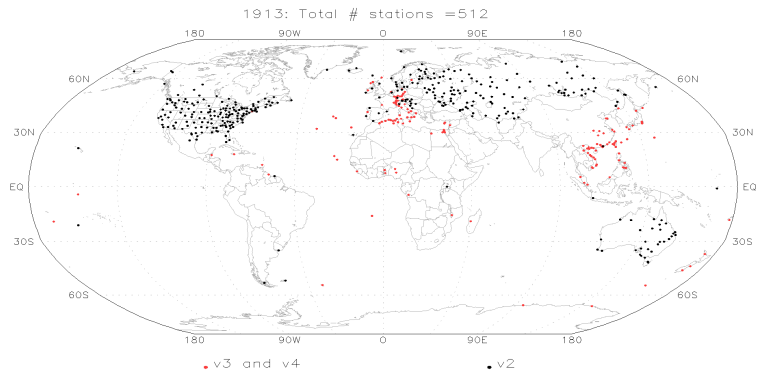 1913: Total # stations =512
180 90W 0 90E 180
60N 60N
30N 30N
EQ EQ
30S 30S
60S 60S
180 90W 0 90E 180
v3 and v4 v2